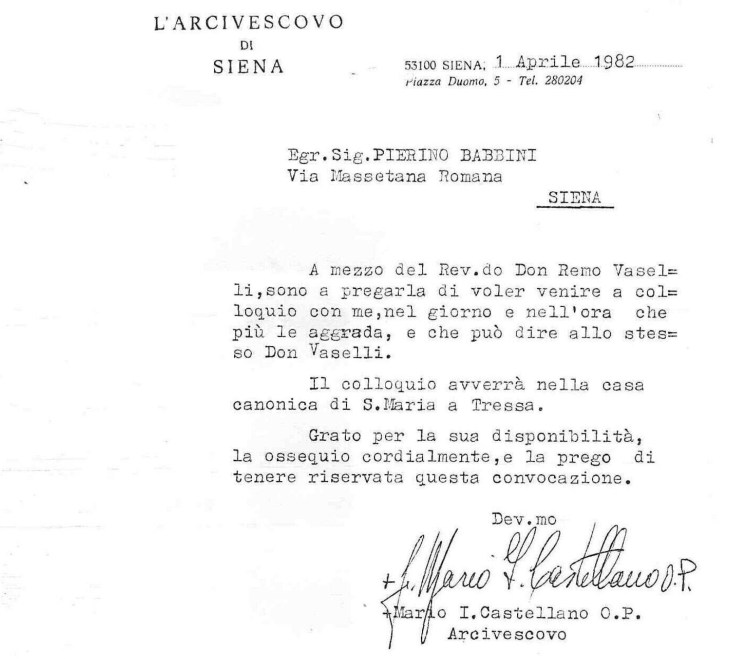 L'ARCIVESCOVO
DI
SIENA
53100 SIENA, 1 Aprile 1982
Piazza Duomo, 5 - Tel. 280204
Egr.Sig.PIERINO BABBINI
Via Massetana Romana
SIENA
A mezzo del Rev.do Don Remo Vasel=
li,sono a pregarla di voler venire a col=
loquio con me,nel giorno e nell'ora che
più le aggrada, e che può dire allo stes=
so Don Vaselli.
Il colloquio avverrà nella casa
canonica di S.Maria a Tressa.
Grato per la sua disponibilità,
la ossequio cordialmente,e la prego di
tenere riservata questa convocazione.
Dev.mo
+ f. Mario I. Castellano O.P.
+Mario I.Castellano O.P.
Arcivescovo